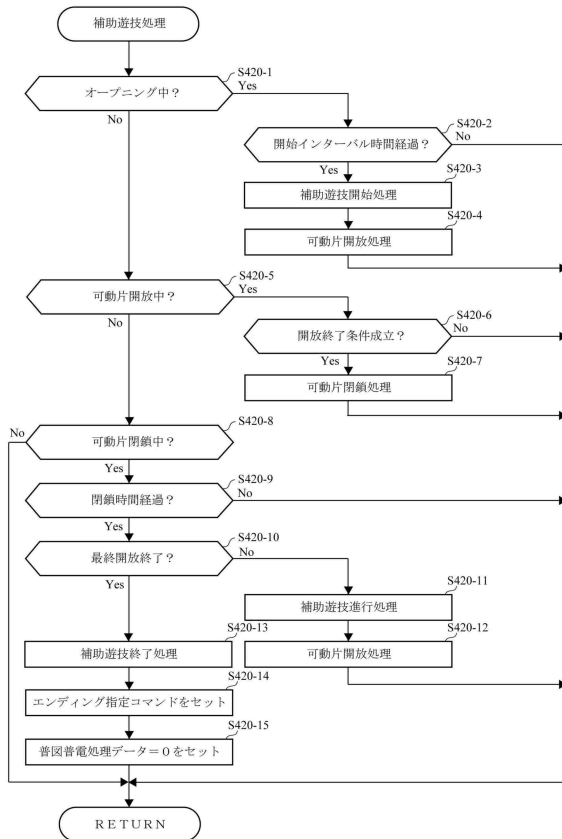 補助遊技処理
S420-1
オープニング中？
Yes
No
S420-2
開始インターバル時間経過？
No
Yes
S420-3
補助遊技開始処理
S420-4
可動片開放処理
S420-5
可動片開放中？
Yes
No
S420-6
開放終了条件成立？
No
Yes
S420-7
可動片閉鎖処理
S420-8
No
可動片閉鎖中？
Yes
S420-9
閉鎖時間経過？
No
Yes
S420-10
最終開放終了？
No
Yes
S420-11
補助遊技進行処理
S420-12
可動片開放処理
S420-13
補助遊技終了処理
S420-14
エンディング指定コマンドをセット
S420-15
普図普電処理データ＝０をセット
ＲＥＴＵＲＮ